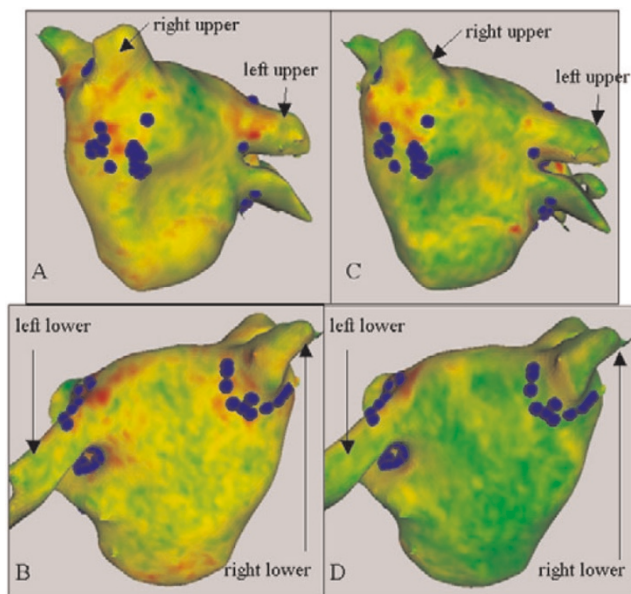 right upper
left upper
A
right upper
left upper
C
left lower
right lower
B
left lower
right lower
D